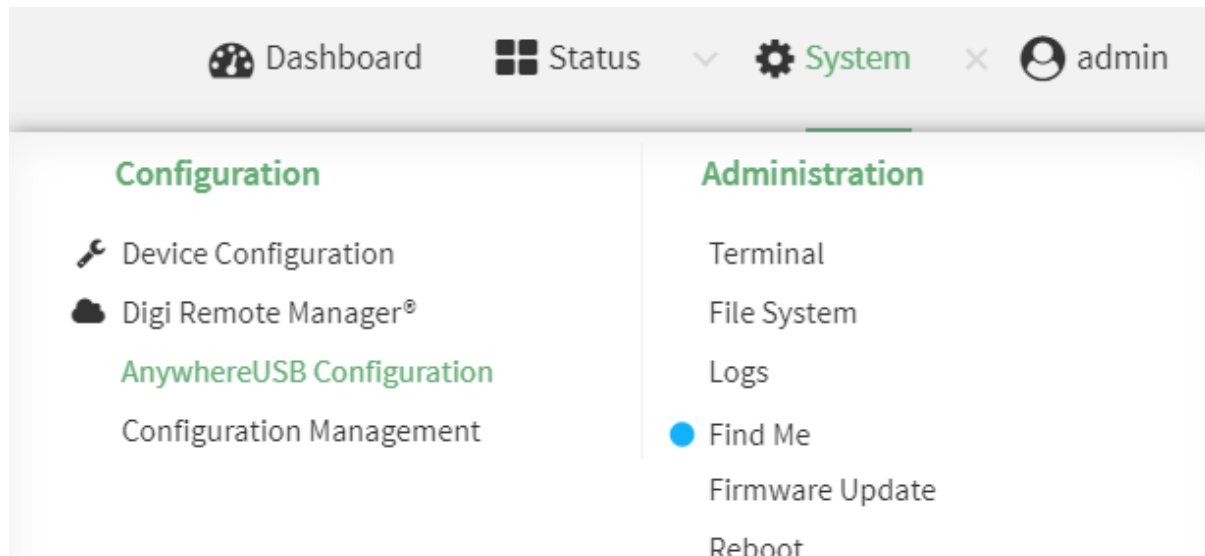 Dashboard Status System admin
Configuration
Device Configuration
Digi Remote Manager®
AnywhereUSB Configuration
Configuration Management
Administration
Terminal
File System
Logs
Find Me
Firmware Update
Reboot